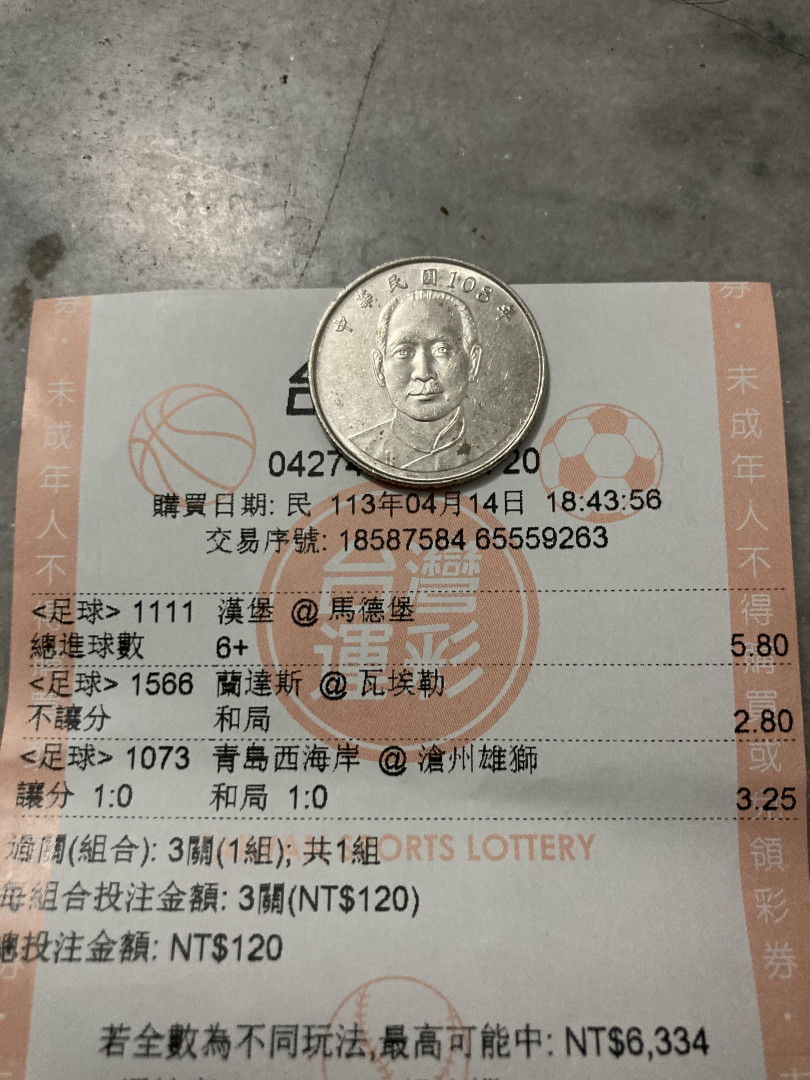 中華民國108年
04274
20
購買日期: 民 113年04月14日 18:43:56
交易序號: 18587584 65559263
台灣
運彩
<足球> 1111 漢堡 @ 馬德堡
總進球數 6+ 5.80
<足球> 1566 蘭達斯 @ 瓦埃勒
不讓分 和局 2.80
<足球> 1073 青島西海岸 @ 滄州雄獅
讓分 1:0 和局 1:0 3.25
過關(組合): 3關(1組); 共1組
SPORTS LOTTERY
每組合投注金額: 3關(NT$120)
總投注金額: NT$120
若全數為不同玩法,最高可能中: NT$6,334
券.未成年人不得
券.未成年人不得購買或 領彩券.